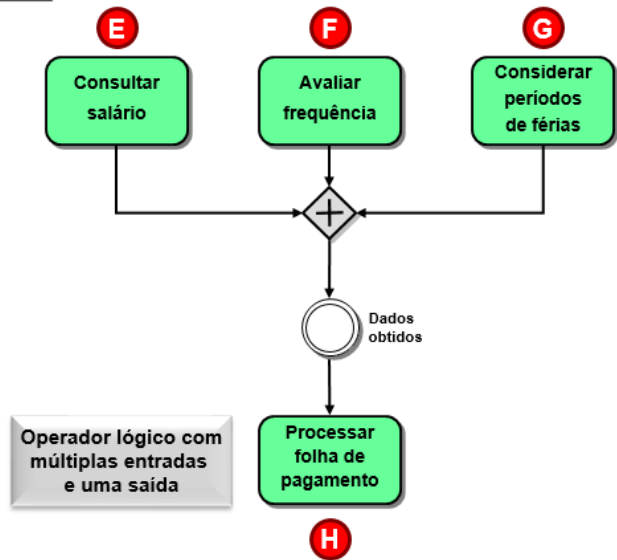 E
F
G
Consultar
salário
Avaliar
frequência
Considerar
períodos
de férias
Dados
obtidos
Operador lógico com
múltiplas entradas
e uma saída
Processar
folha de
pagamento
H